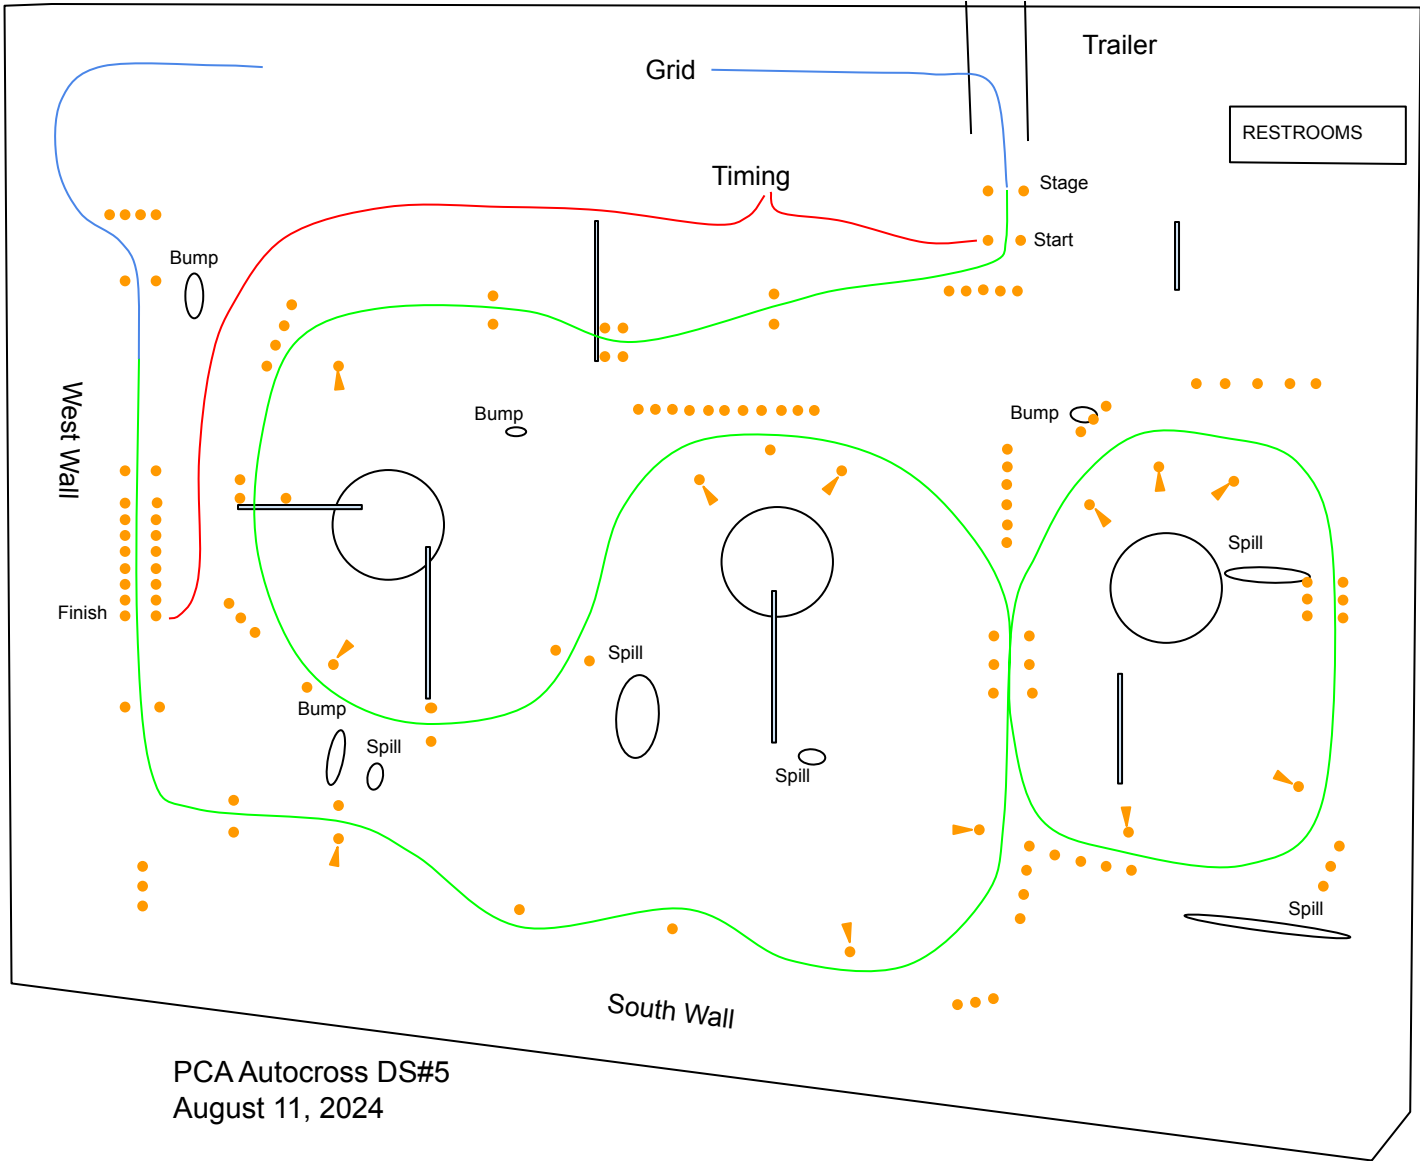 Trailer
Grid
RESTROOMS
Timing
Stage
Start
Bump
West Wall
Bump
Bump
Spill
Finish
Spill
Bump
Spill
Spill
Spill
South Wall
PCA Autocross DS#5
August 11, 2024